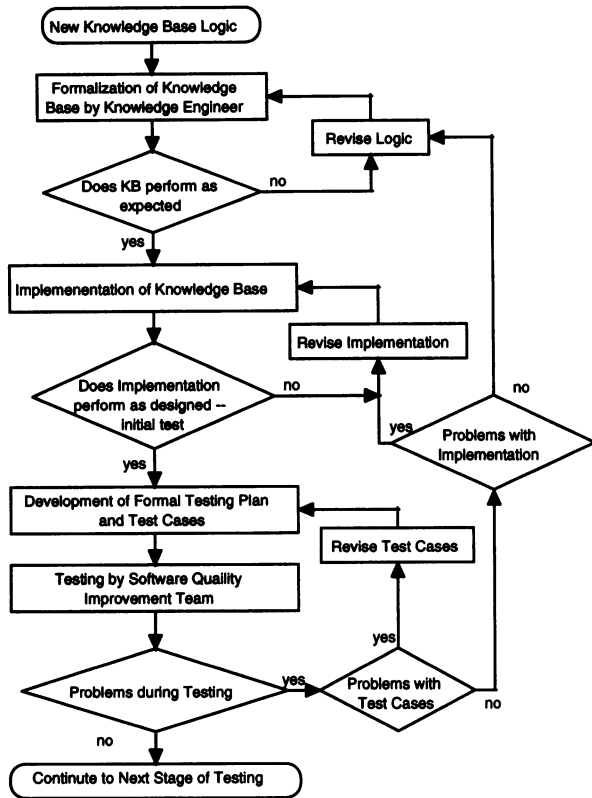 New Knowledge Base Logic
Formalization of Knowledge
Base by Knowledge Engineer
Revise Logic
Does KB perform as
expected
no
yes
Implemenentation of Knowledge Base
Revise Implementation
Does Implementation
perform as designed --
initial test
no
yes
no
yes
Problems with
Implementation
Development of Formal Testing Plan
and Test Cases
Revise Test Cases
Testing by Software Quaility
Improvement Team
yes
Problems during Testing
yes
Problems with
Test Cases
no
no
Continute to Next Stage of Testing